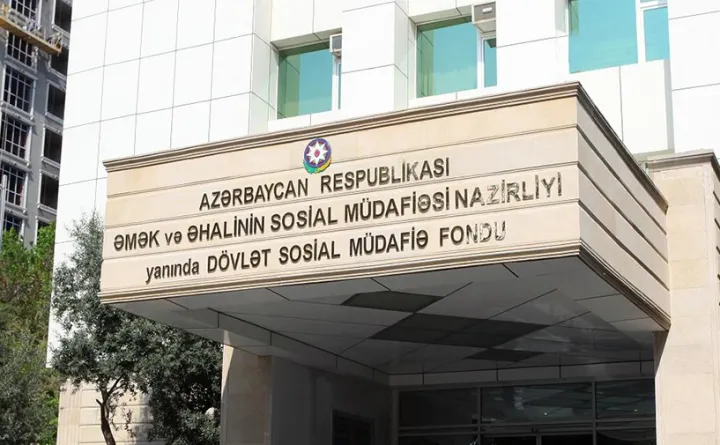 AZƏRBAYCAN RESPUBLİKASI
ƏMƏK və ƏHALİNİN SOSİAL MÜDAFİƏSİ NAZİRLİYİ
yanında DÖVLƏT SOSİAL MÜDAFİƏ FONDU